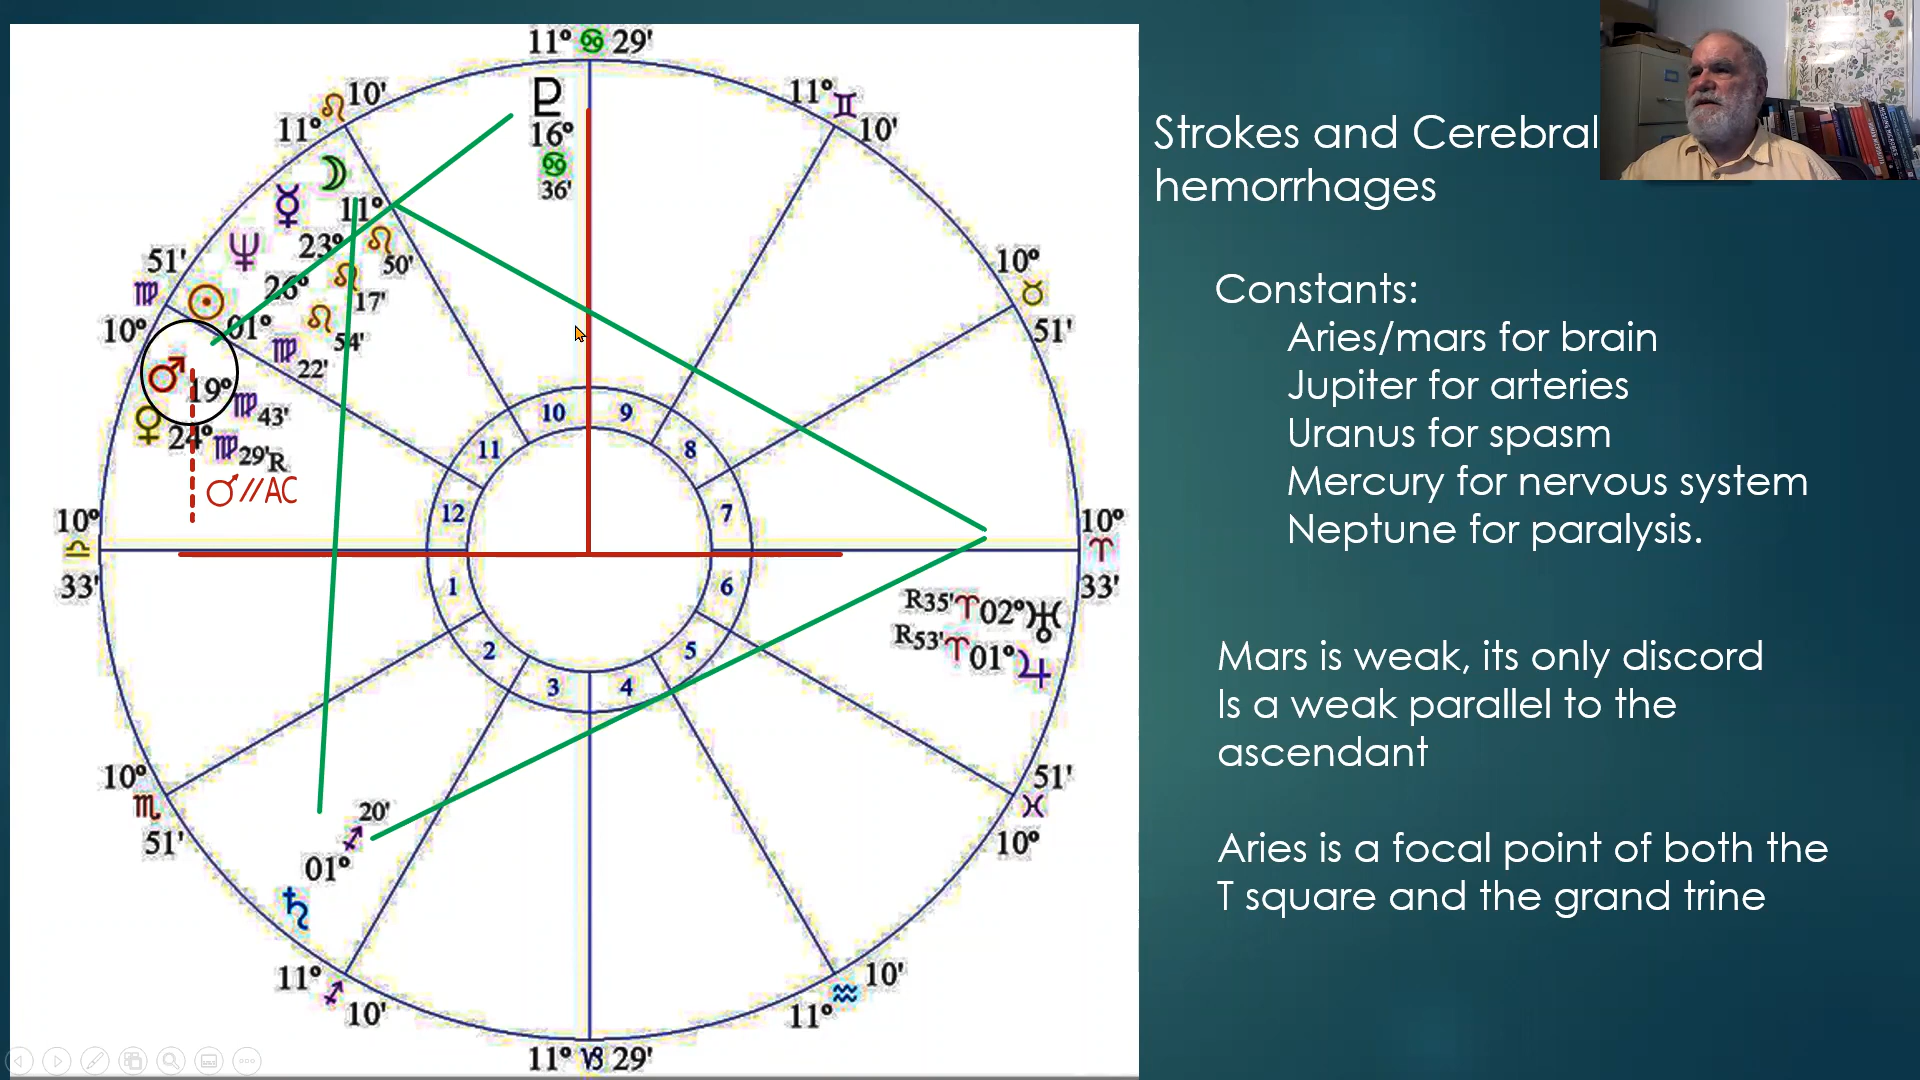 11° ♋ 29'
♌ 10'
11°
11° ♊
10'
♇
16°
♋
36'
☽
11°
♌
50'
☿
23°
♌
17'
♆
26°
♌
54'
51'
♍
10°
☉
01°
♍
22'
♂
19°
♍ 43'
♀
24° ♍ 29' R
♂//AC
10°
♉
51'
10°
♎
33'
10°
♈
33'
10 9
11 8
12 7
1 6
2 5
3 4
R35' ♈ 02° ♅
R53' ♈ 01° ♃
10°
♏
51'
20'
♐
01°
♄
51'
♓
10°
11° ♐ 10'
10'
♒
11°
11° ♑ 29'
Strokes and Cerebral
hemorrhages
Constants:
Aries/mars for brain
Jupiter for arteries
Uranus for spasm
Mercury for nervous system
Neptune for paralysis.
Mars is weak, its only discord
Is a weak parallel to the
ascendant
Aries is a focal point of both the
T square and the grand trine